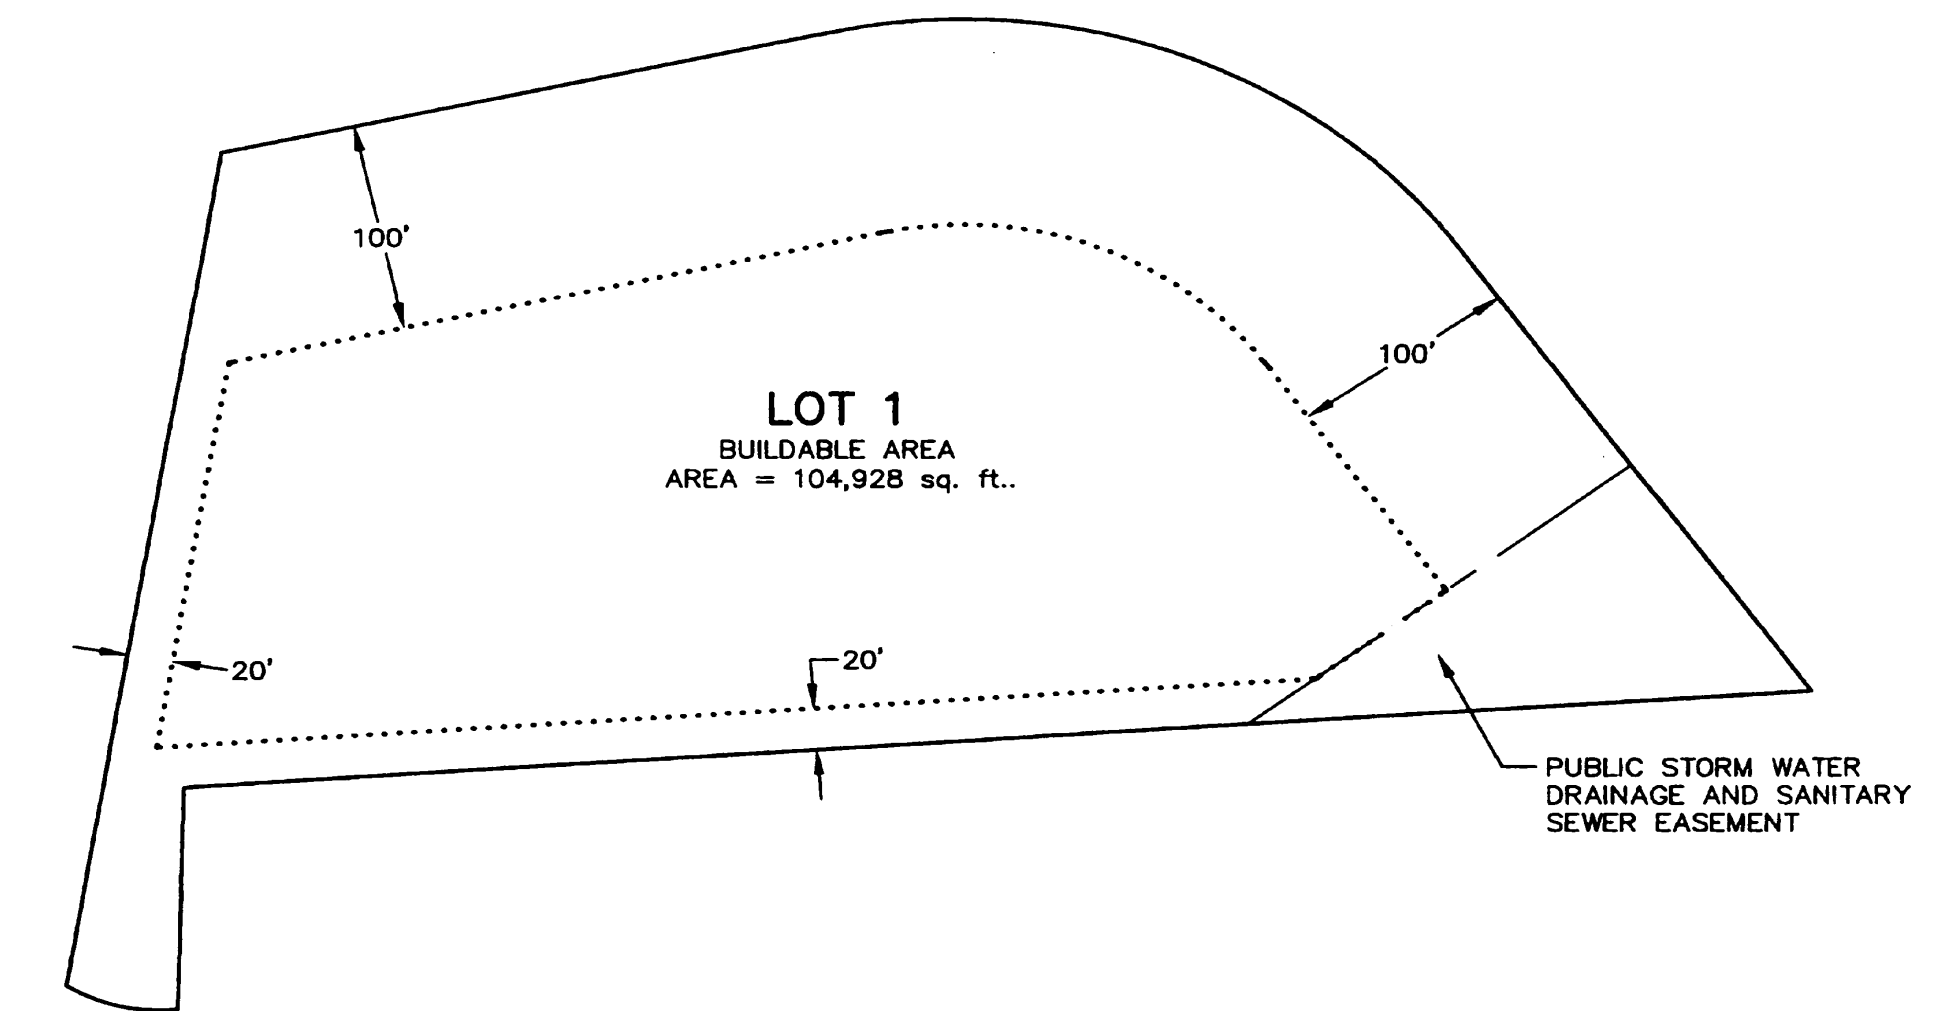 100'
100'
LOT 1
BUILDABLE AREA
AREA = 104,928 sq. ft..
20'
20'
PUBLIC STORM WATER
DRAINAGE AND SANITARY
SEWER EASEMENT